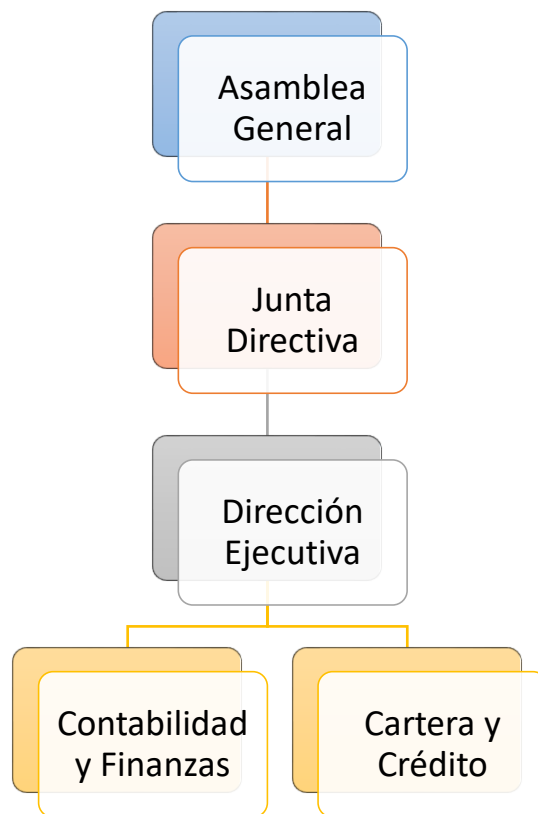 Asamblea
General
Junta
Directiva
Dirección
Ejecutiva
Contabilidad
y Finanzas
Cartera y
Crédito